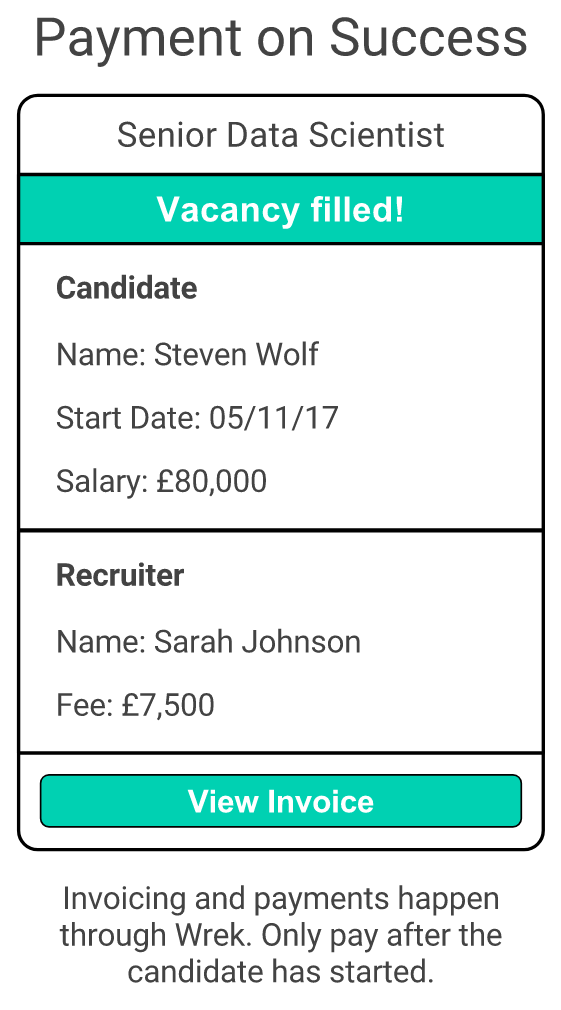 Payment on Success
Senior Data Scientist
Vacancy filled!
Candidate
Name: Steven Wolf
Start Date: 05/11/17
Salary: £80,000
Recruiter
Name: Sarah Johnson
Fee: £7,500
View Invoice
Invoicing and payments happen
through Wrek. Only pay after the
candidate has started.